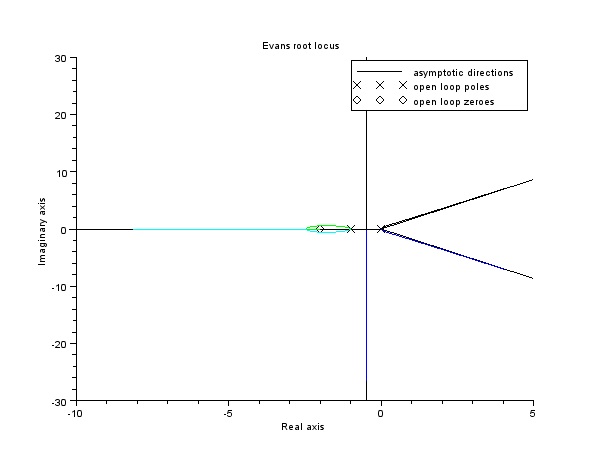 Evans root locus
asymptotic directions
open loop poles
open loop zeroes
30
20
10
0
-10
-20
-30
Imaginary axis
-10
-5
0
5
Real axis